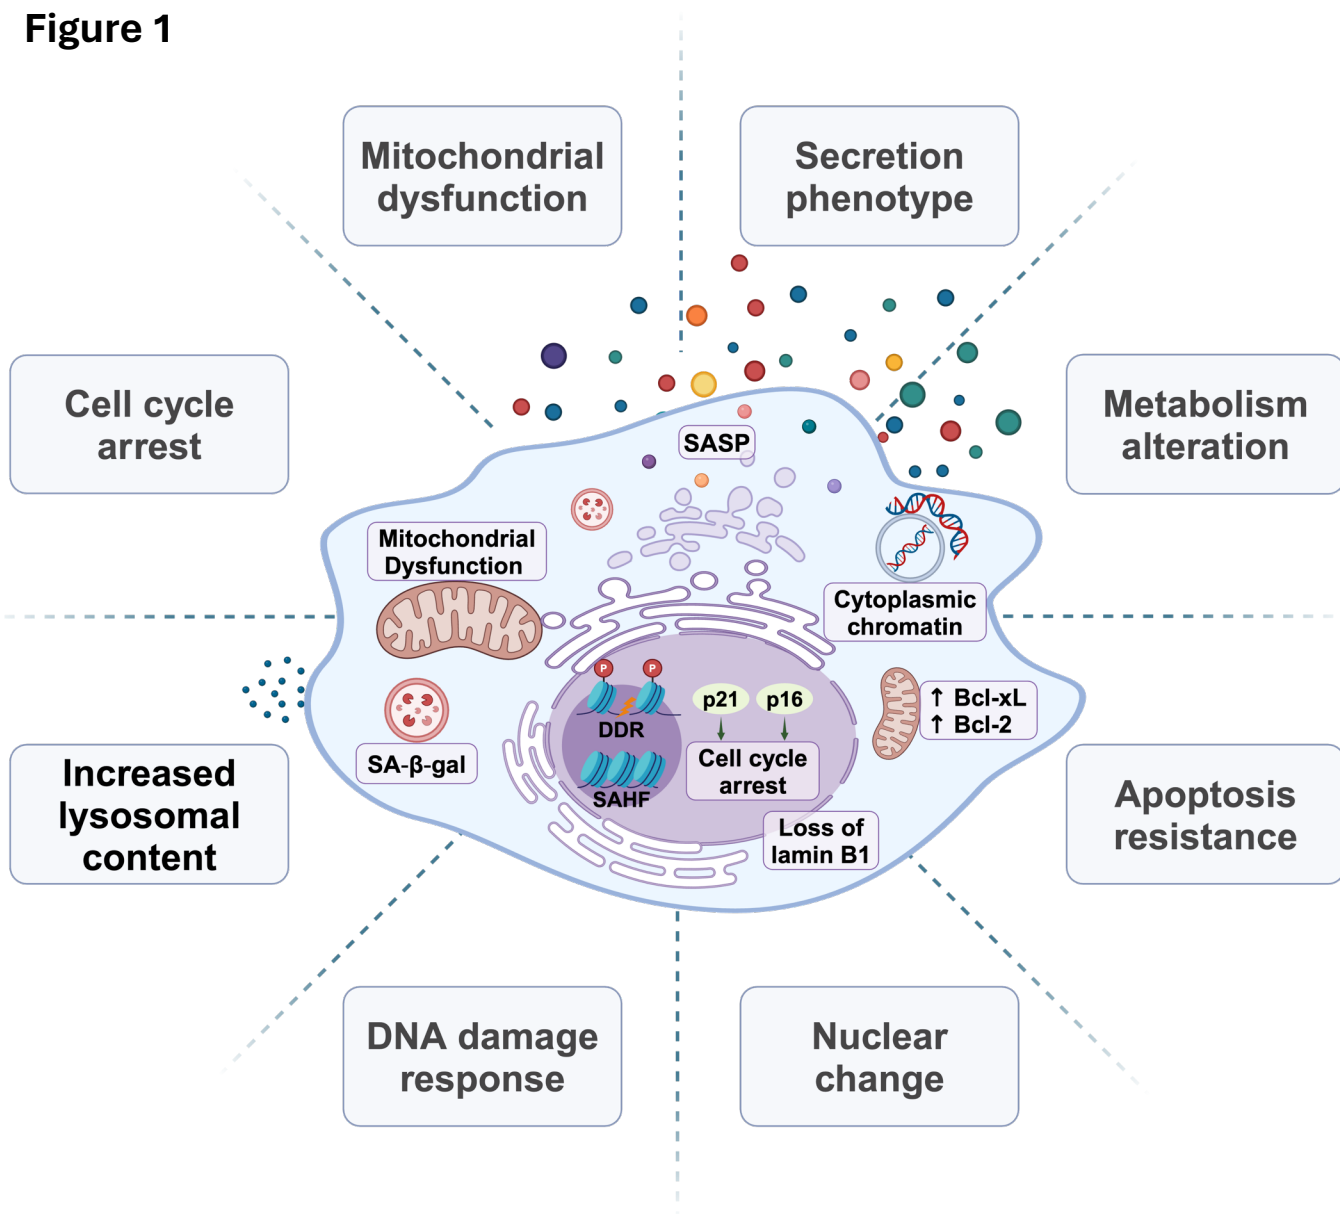 Figure 1
Mitochondrial
dysfunction
Secretion
phenotype
Cell cycle
arrest
Metabolism
alteration
SASP
Mitochondrial
Dysfunction
Cytoplasmic
chromatin
P
P
DDR
p21
p16
Cell cycle
arrest
↑ Bcl-xL
↑ Bcl-2
SA-β-gal
SAHF
Loss of
lamin B1
Increased
lysosomal
content
Apoptosis
resistance
DNA damage
response
Nuclear
change